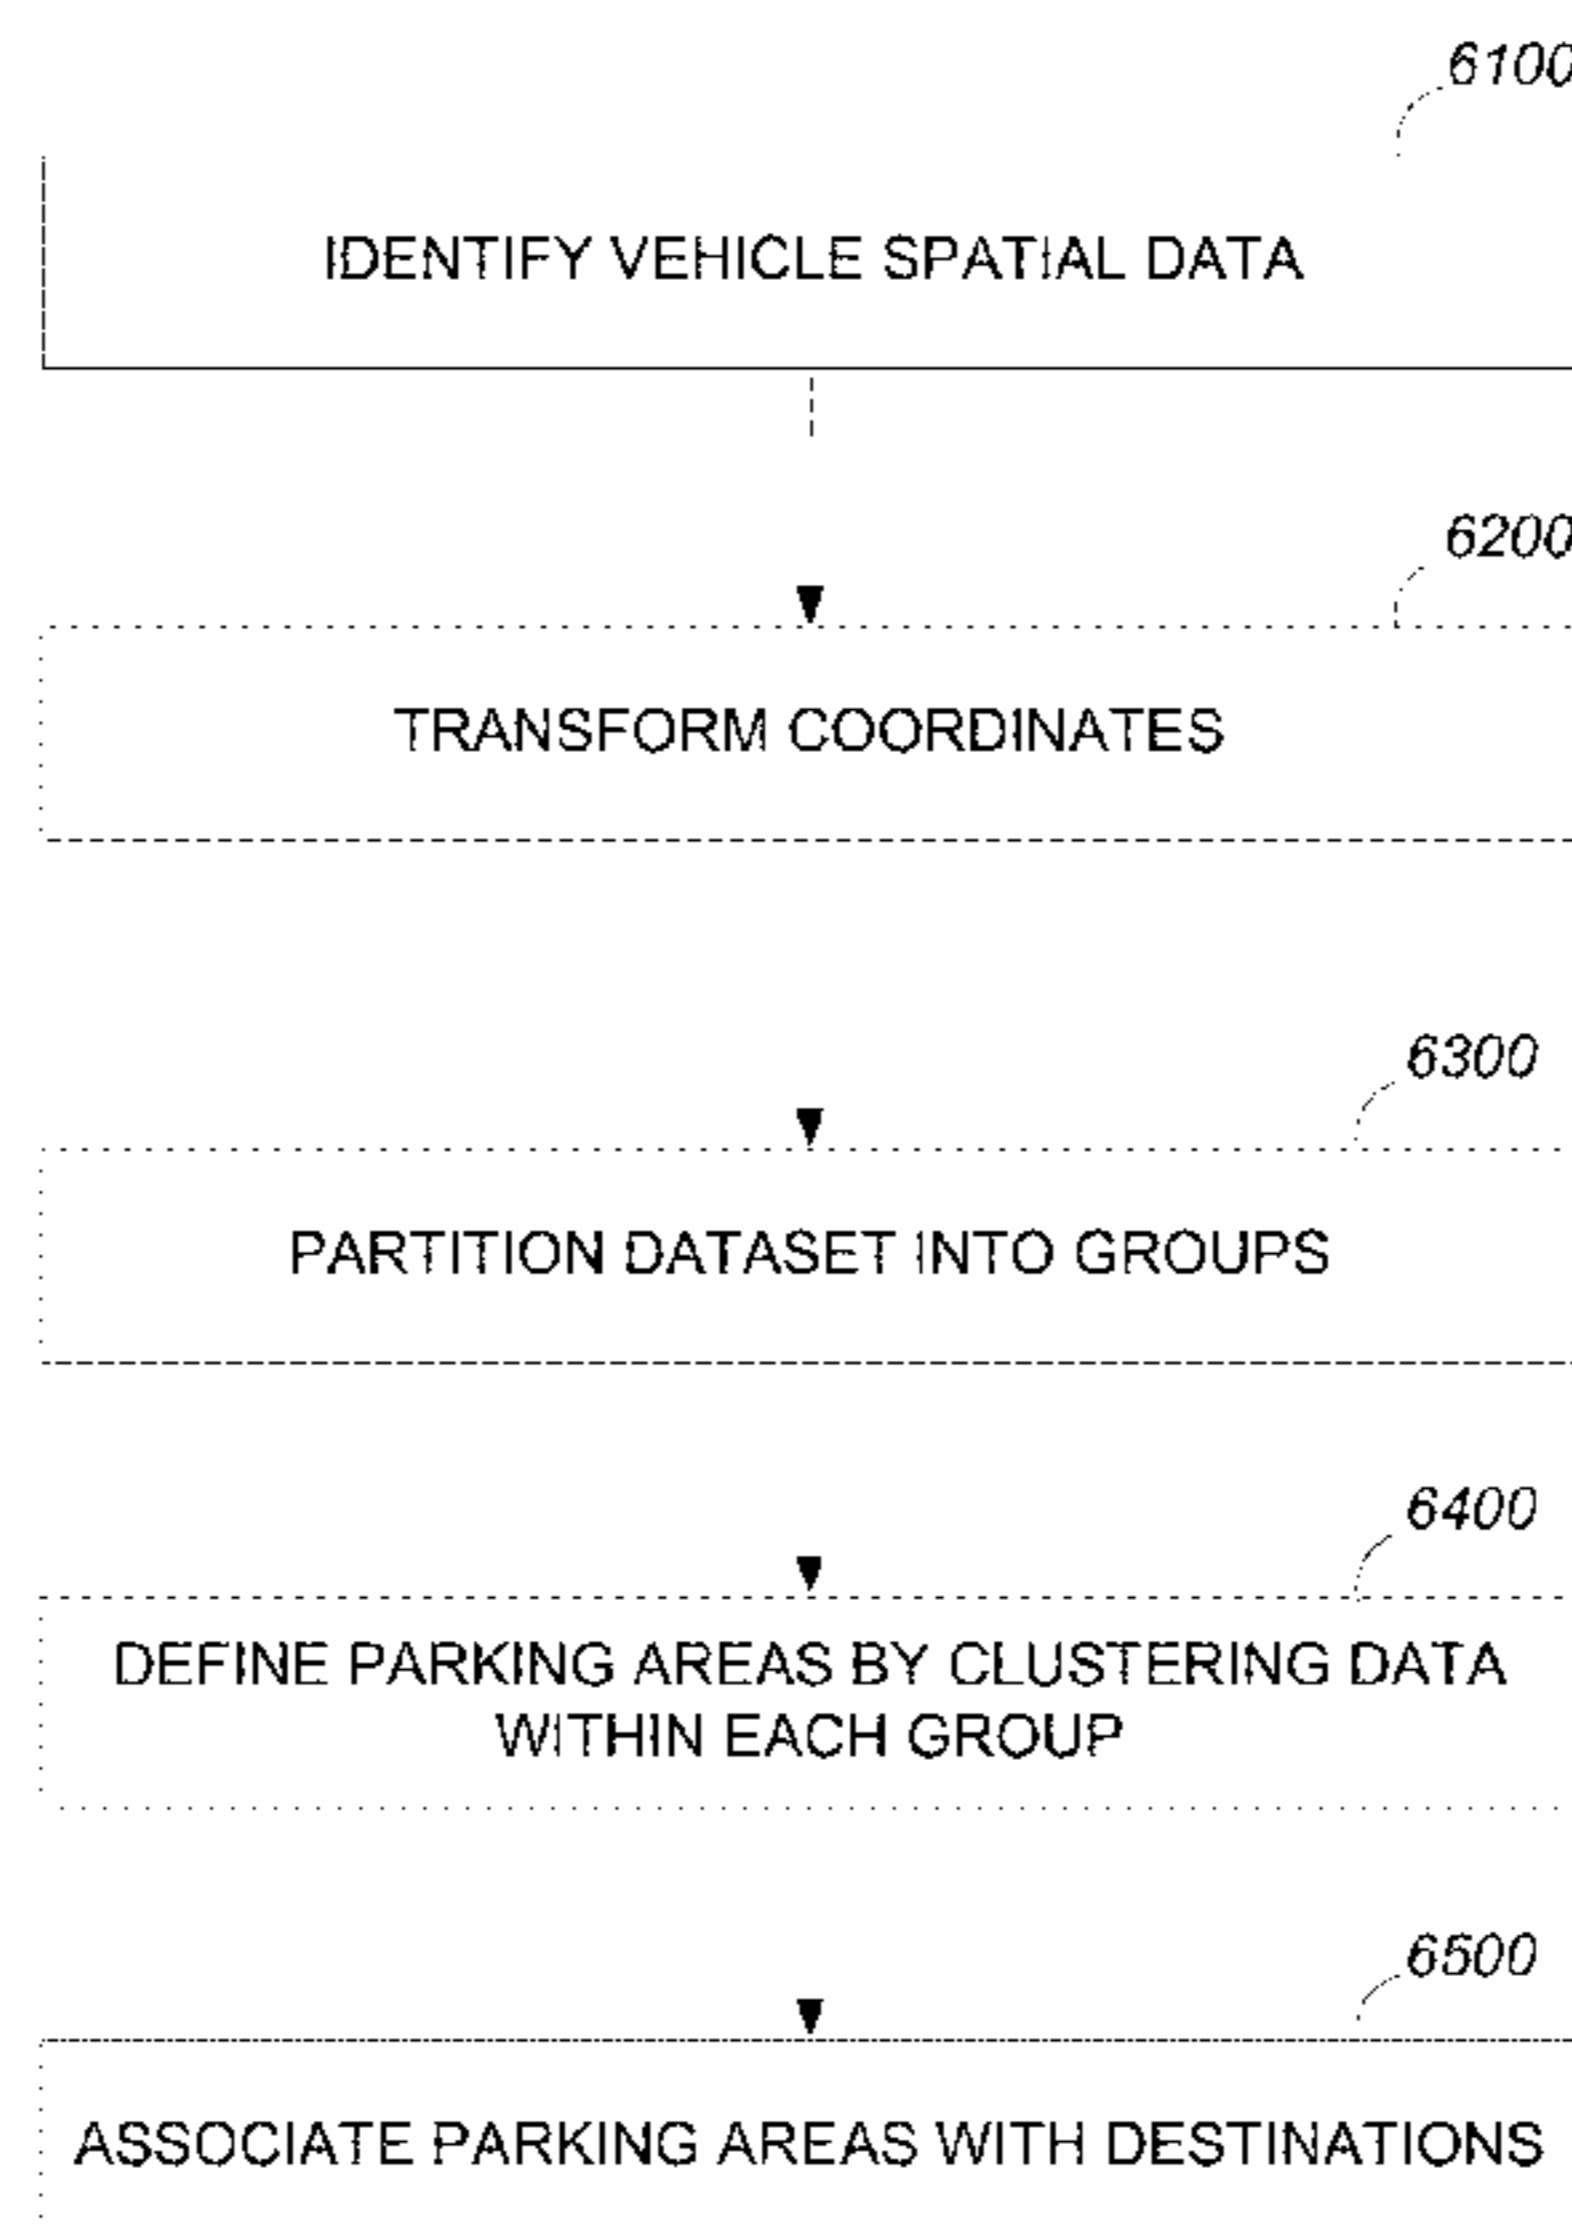 6100
IDENTIFY VEHICLE SPATIAL DATA
6200
TRANSFORM COORDINATES
6300
PARTITION DATASET INTO GROUPS
6400
DEFINE PARKING AREAS BY CLUSTERING DATA
WITHIN EACH GROUP
6500
ASSOCIATE PARKING AREAS WITH DESTINATIONS